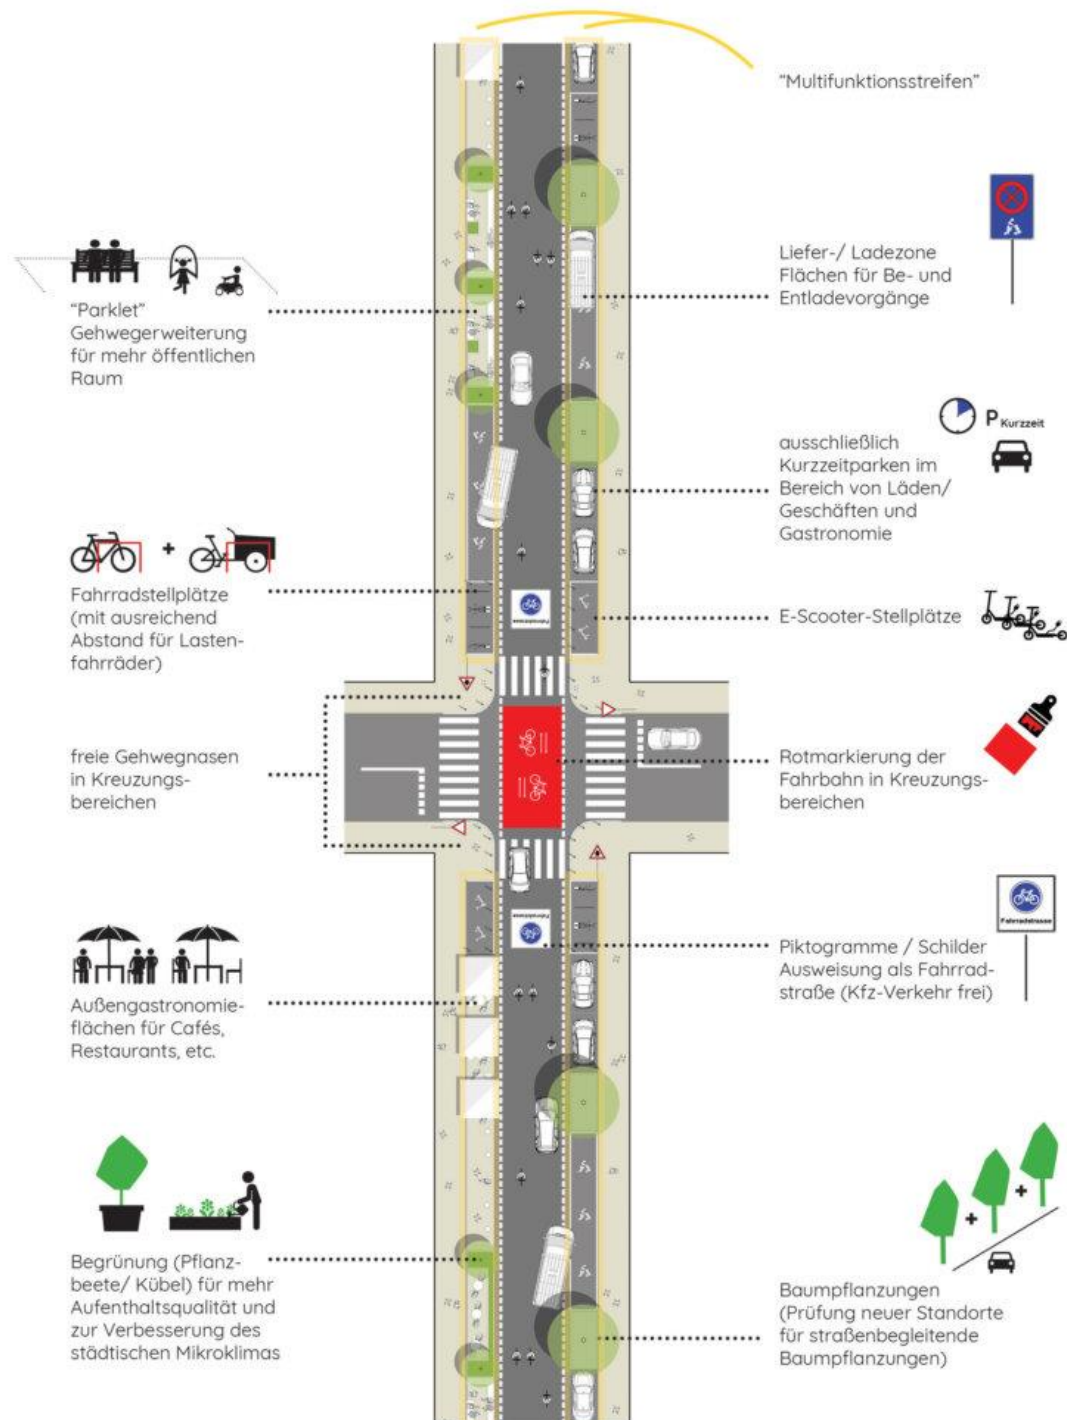 "Multifunktionsstreifen"
Liefer-/ Ladezone
Flächen für Be- und
Entladevorgänge
"Parklet"
Gehwegerweiterung
für mehr öffentlichen
Raum
P Kurzzeit
ausschließlich
Kurzzeitparken im
Bereich von Läden/
Geschäften und
Gastronomie
Fahrradstellplätze
(mit ausreichend
Abstand für Lasten-
fahrräder)
Fahrradstrasse
E-Scooter-Stellplätze
freie Gehwegnasen
in Kreuzungs-
bereichen
Rotmarkierung der
Fahrbahn in Kreuzungs-
bereichen
Fahrradstrasse
Fahrradstrasse
Piktogramme / Schilder
Ausweisung als Fahrrad-
straße (Kfz-Verkehr frei)
Außengastronomie-
flächen für Cafés,
Restaurants, etc.
Begrünung (Pflanz-
beete/ Kübel) für mehr
Aufenthaltsqualität und
zur Verbesserung des
städtischen Mikroklimas
Baumpflanzungen
(Prüfung neuer Standorte
für straßenbegleitende
Baumpflanzungen)